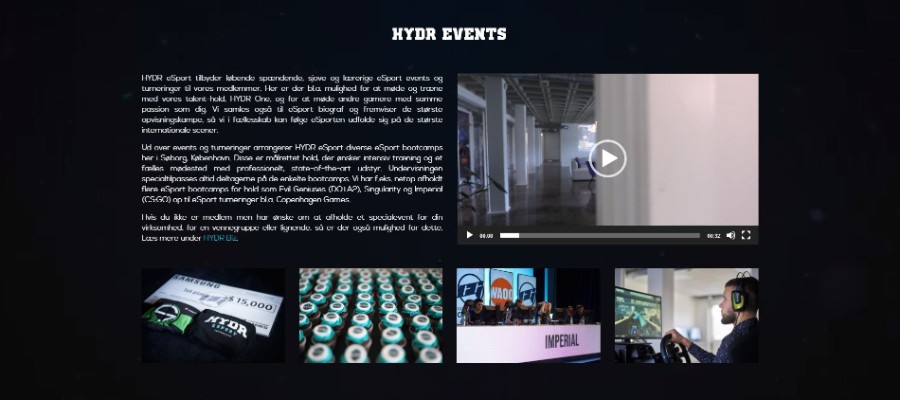 HYDR EVENTS
HYDR eSport tilbyder løbende spændende, sjove og lærerige eSport events og
turneringer til vores medlemmer. Her er der bl.a. mulighed for at møde og træne
med vores talent-hold, HYDR One, og for at møde andre gamere med samme
passion som dig. Vi samles også til eSport biograf og fremviser de største
opvisningskampe, så vi i fællesskab kan følge eSporten udfolde sig på de største
internationale scener.
Ud over events og turneringer arrangerer HYDR eSport diverse eSport bootcamps
her i Søborg, København. Disse er målrettet hold, der ønsker intensiv træning og et
fælles mødested med professionelt, state-of-the-art udstyr. Undervisningen
specialtilpasses altid deltagerne på de enkelte bootcamps. Vi har f.eks. netop afholdt
flere eSport bootcamps for hold som Evil Geniuses (DOTA2), Singularity og Imperial
(CS:GO) op til eSport turneringer bl.a. Copenhagen Games.
Hvis du ikke er medlem men har ønske om at afholde et specialevent for din
virksomhed, for en vennegruppe eller lignende, så er der også mulighed for dette.
Læs mere under HYDR Biz.
00:00
00:32
SAMSUNG
$15,000
HYDR
ESPORT
IMPERIAL